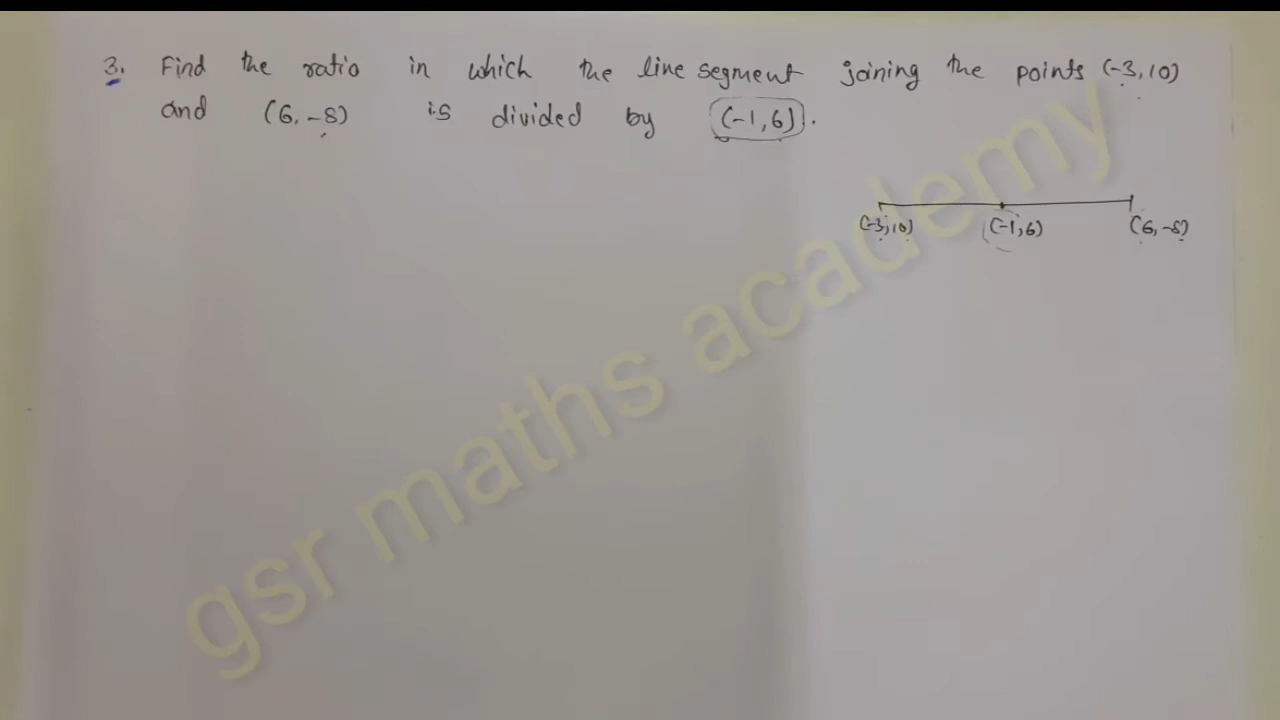 3. Find the ratio in which the line segment joining the points (-3,10)
and (6,-8) is divided by (-1,6).
(-3,10) (-1,6) (6,-8)
gsr maths academy